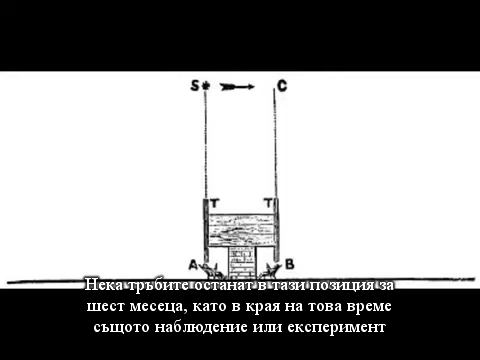 S * C
T T
A B
Нека тръбите останат в тази позиция за
шест месеца, като в края на това време
същото наблюдение или експеримент